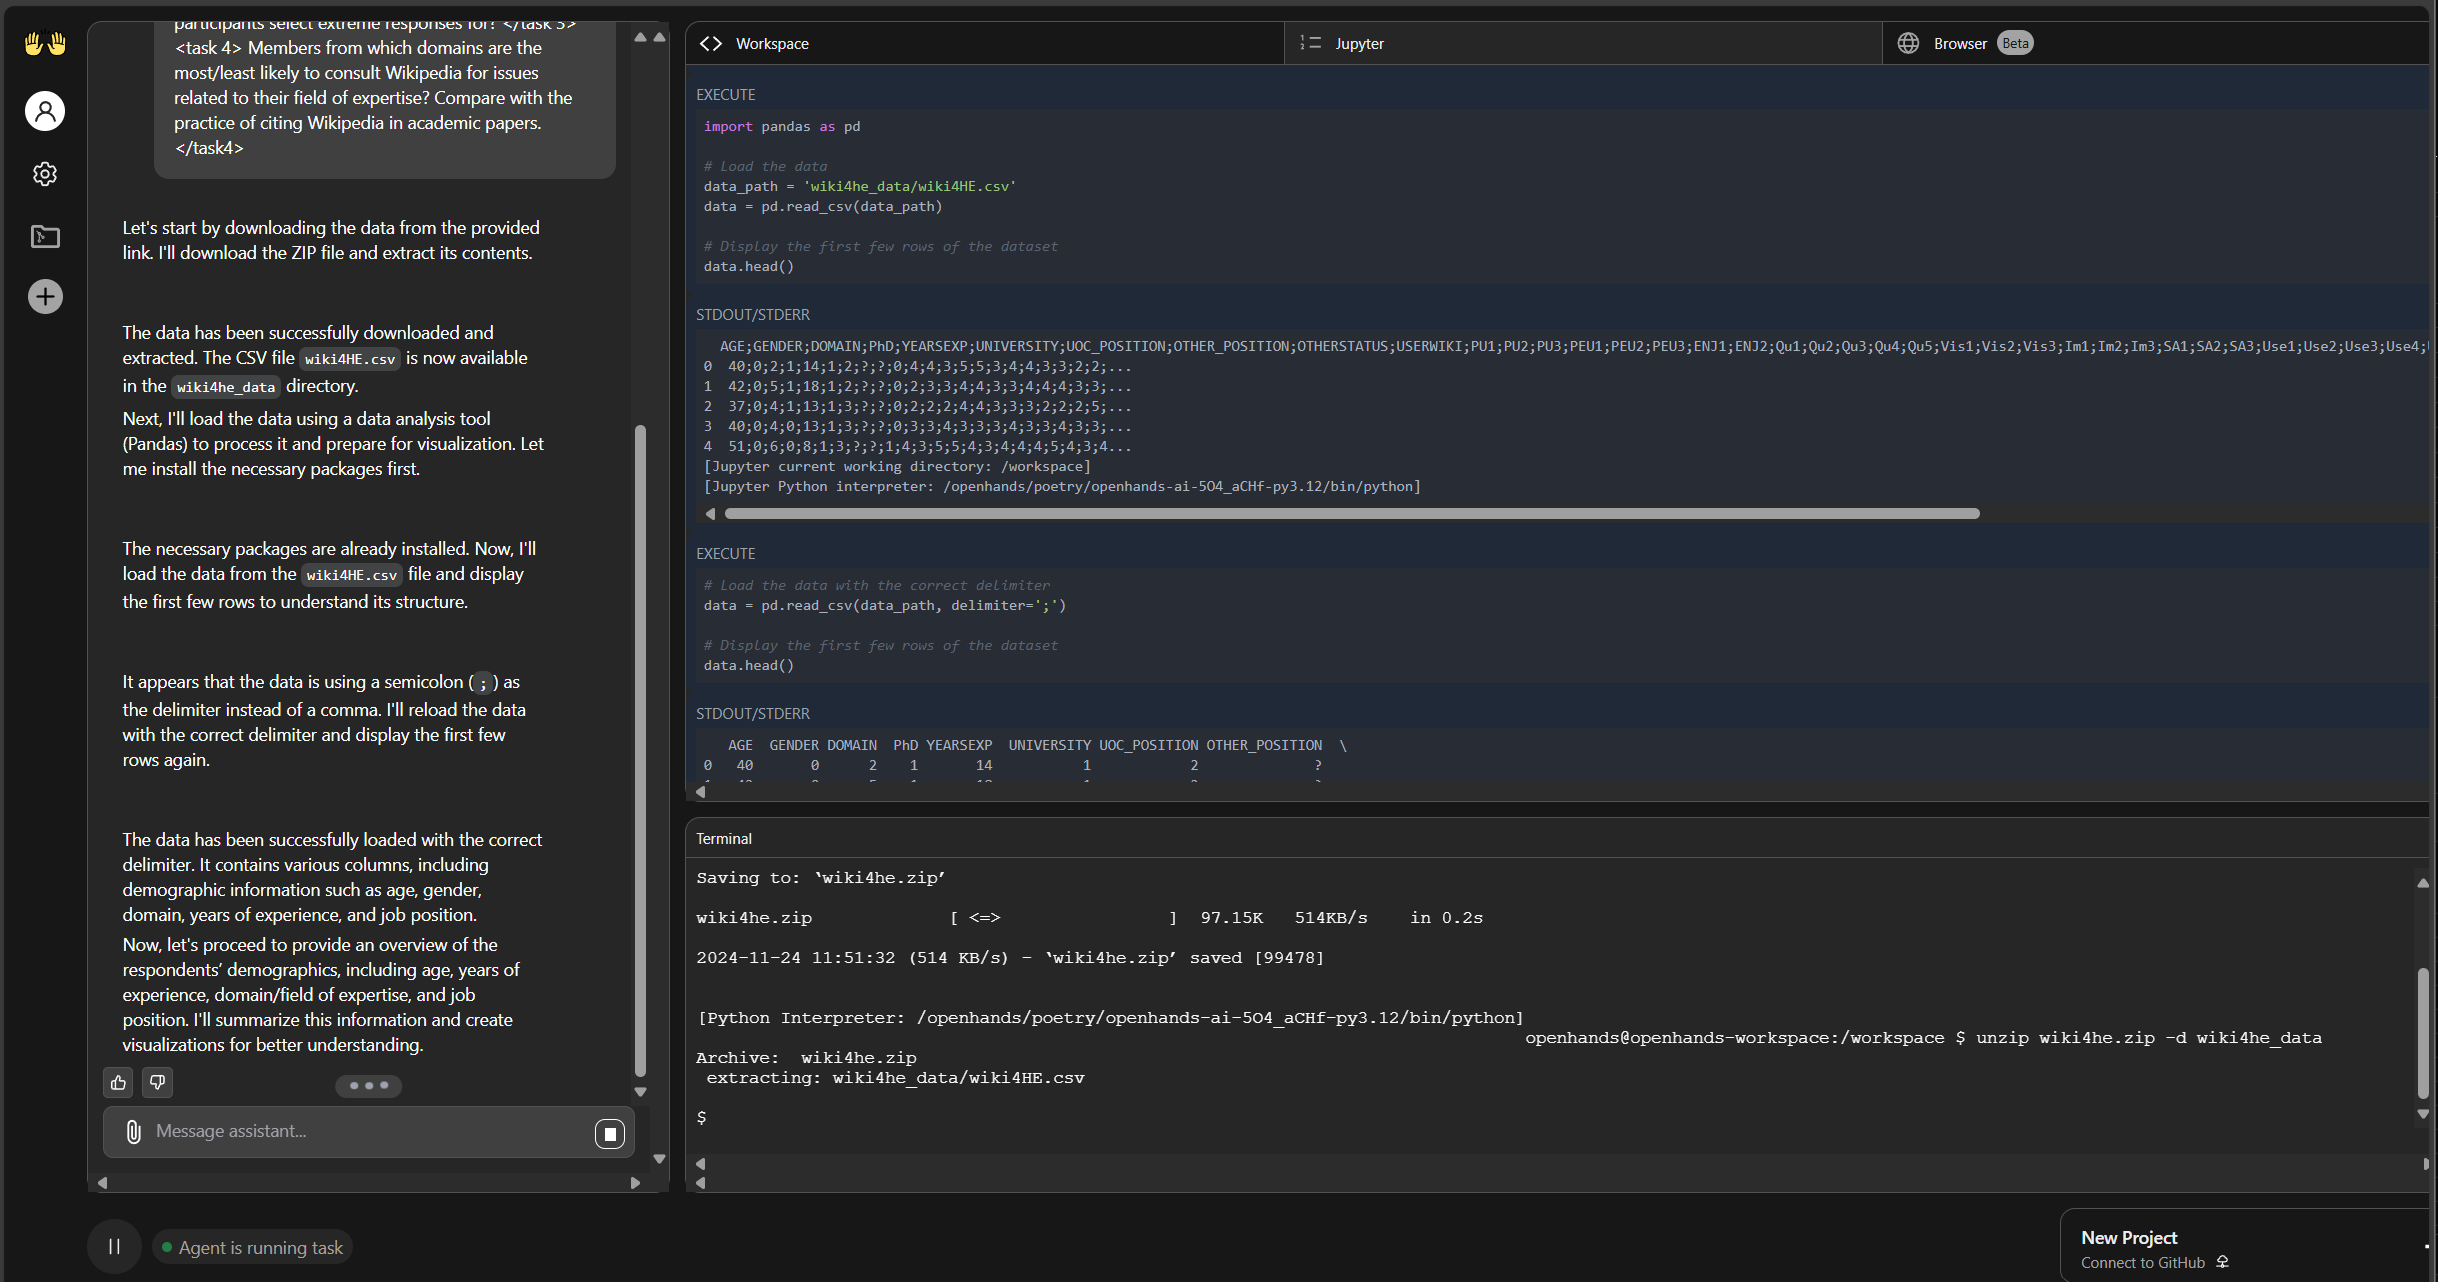 participants select extreme responses for? </task 3>
<task 4> Members from which domains are the
most/least likely to consult Wikipedia for issues
related to their field of expertise? Compare with the
practice of citing Wikipedia in academic papers.
</task4>
Let's start by downloading the data from the provided
link. I'll download the ZIP file and extract its contents.
The data has been successfully downloaded and
extracted. The CSV file wiki4HE.csv is now available
in the wiki4he_data directory.
Next, I'll load the data using a data analysis tool
(Pandas) to process it and prepare for visualization. Let
me install the necessary packages first.
The necessary packages are already installed. Now, I'll
load the data from the wiki4HE.csv file and display
the first few rows to understand its structure.
It appears that the data is using a semicolon ( ; ) as
the delimiter instead of a comma. I'll reload the data
with the correct delimiter and display the first few
rows again.
The data has been successfully loaded with the correct
delimiter. It contains various columns, including
demographic information such as age, gender,
domain, years of experience, and job position.
Now, let's proceed to provide an overview of the
respondents’ demographics, including age, years of
experience, domain/field of expertise, and job
position. I'll summarize this information and create
visualizations for better understanding.
Message assistant...
Agent is running task
Workspace
Jupyter
Browser Beta
EXECUTE
import pandas as pd
# Load the data
data_path = 'wiki4he_data/wiki4HE.csv'
data = pd.read_csv(data_path)
# Display the first few rows of the dataset
data.head()
STDOUT/STDERR
AGE;GENDER;DOMAIN;PhD;YEARSEXP;UNIVERSITY;UOC_POSITION;OTHER_POSITION;OTHERSTATUS;USERWIKI;PU1;PU2;PU3;PEU1;PEU2;PEU3;ENJ1;ENJ2;Qu1;Qu2;Qu3;Qu4;Qu5;Vis1;Vis2;Vis3;Im1;Im2;Im3;SA1;SA2;SA3;Use1;Use2;Use3;Use4;
0 40;0;2;1;14;1;2;?;?;0;4;4;3;5;5;3;4;4;3;3;2;2;...
1 42;0;5;1;18;1;2;?;?;0;2;3;3;4;4;3;3;4;4;4;3;3;...
2 37;0;4;1;13;1;3;?;?;0;2;2;2;4;4;3;3;3;2;2;2;5;...
3 40;0;4;0;13;1;3;?;?;0;3;3;4;3;3;3;4;3;3;4;3;3;...
4 51;0;6;0;8;1;3;?;?;1;4;3;5;5;4;3;4;4;4;5;4;3;4...
[Jupyter current working directory: /workspace]
[Jupyter Python interpreter: /openhands/poetry/openhands-ai-5O4_aCHf-py3.12/bin/python]
EXECUTE
# Load the data with the correct delimiter
data = pd.read_csv(data_path, delimiter=';')
# Display the first few rows of the dataset
data.head()
STDOUT/STDERR
AGE GENDER DOMAIN PhD YEARSEXP UNIVERSITY UOC_POSITION OTHER_POSITION \
0 40 0 2 1 14 1 2 ?
Terminal
Saving to: ‘wiki4he.zip’
wiki4he.zip [ <=> ] 97.15K 514KB/s in 0.2s
2024-11-24 11:51:32 (514 KB/s) - ‘wiki4he.zip’ saved [99478]
[Python Interpreter: /openhands/poetry/openhands-ai-5O4_aCHf-py3.12/bin/python]
openhands@openhands-workspace:/workspace $ unzip wiki4he.zip -d wiki4he_data
Archive: wiki4he.zip
extracting: wiki4he_data/wiki4HE.csv
$
New Project
Connect to GitHub